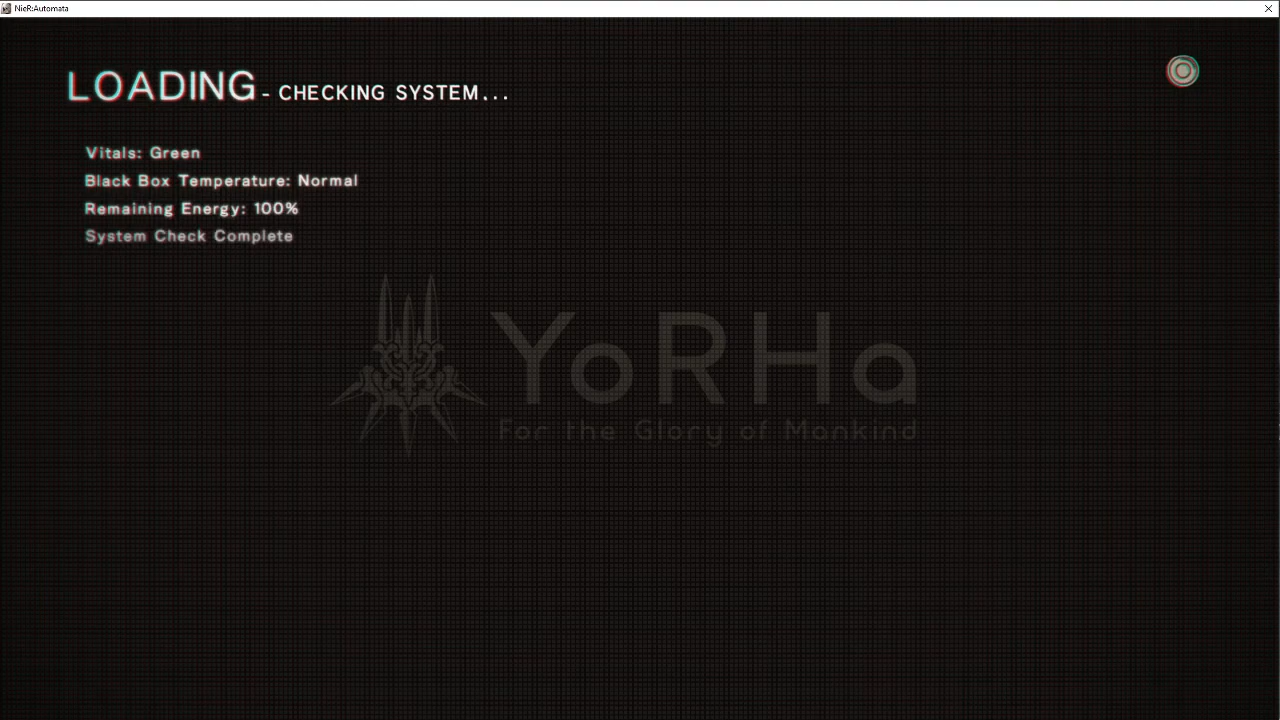 NieR:Automata
LOADING - CHECKING SYSTEM...
Vitals: Green
Black Box Temperature: Normal
Remaining Energy: 100%
System Check Complete
YoRHa
For the Glory of Mankind